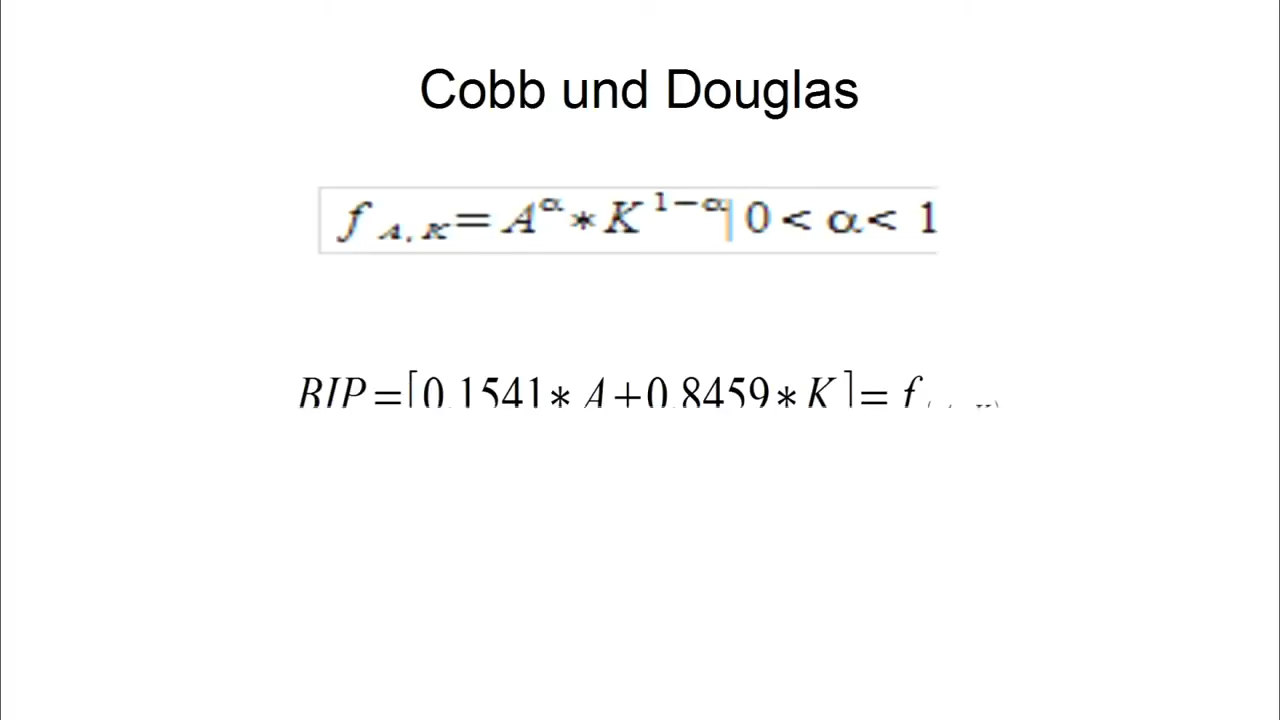 Cobb und Douglas
f A, K = A^α * K^1−α | 0 < α < 1
BIP=[0.1541* A+0.8459* K]= f (A, K)